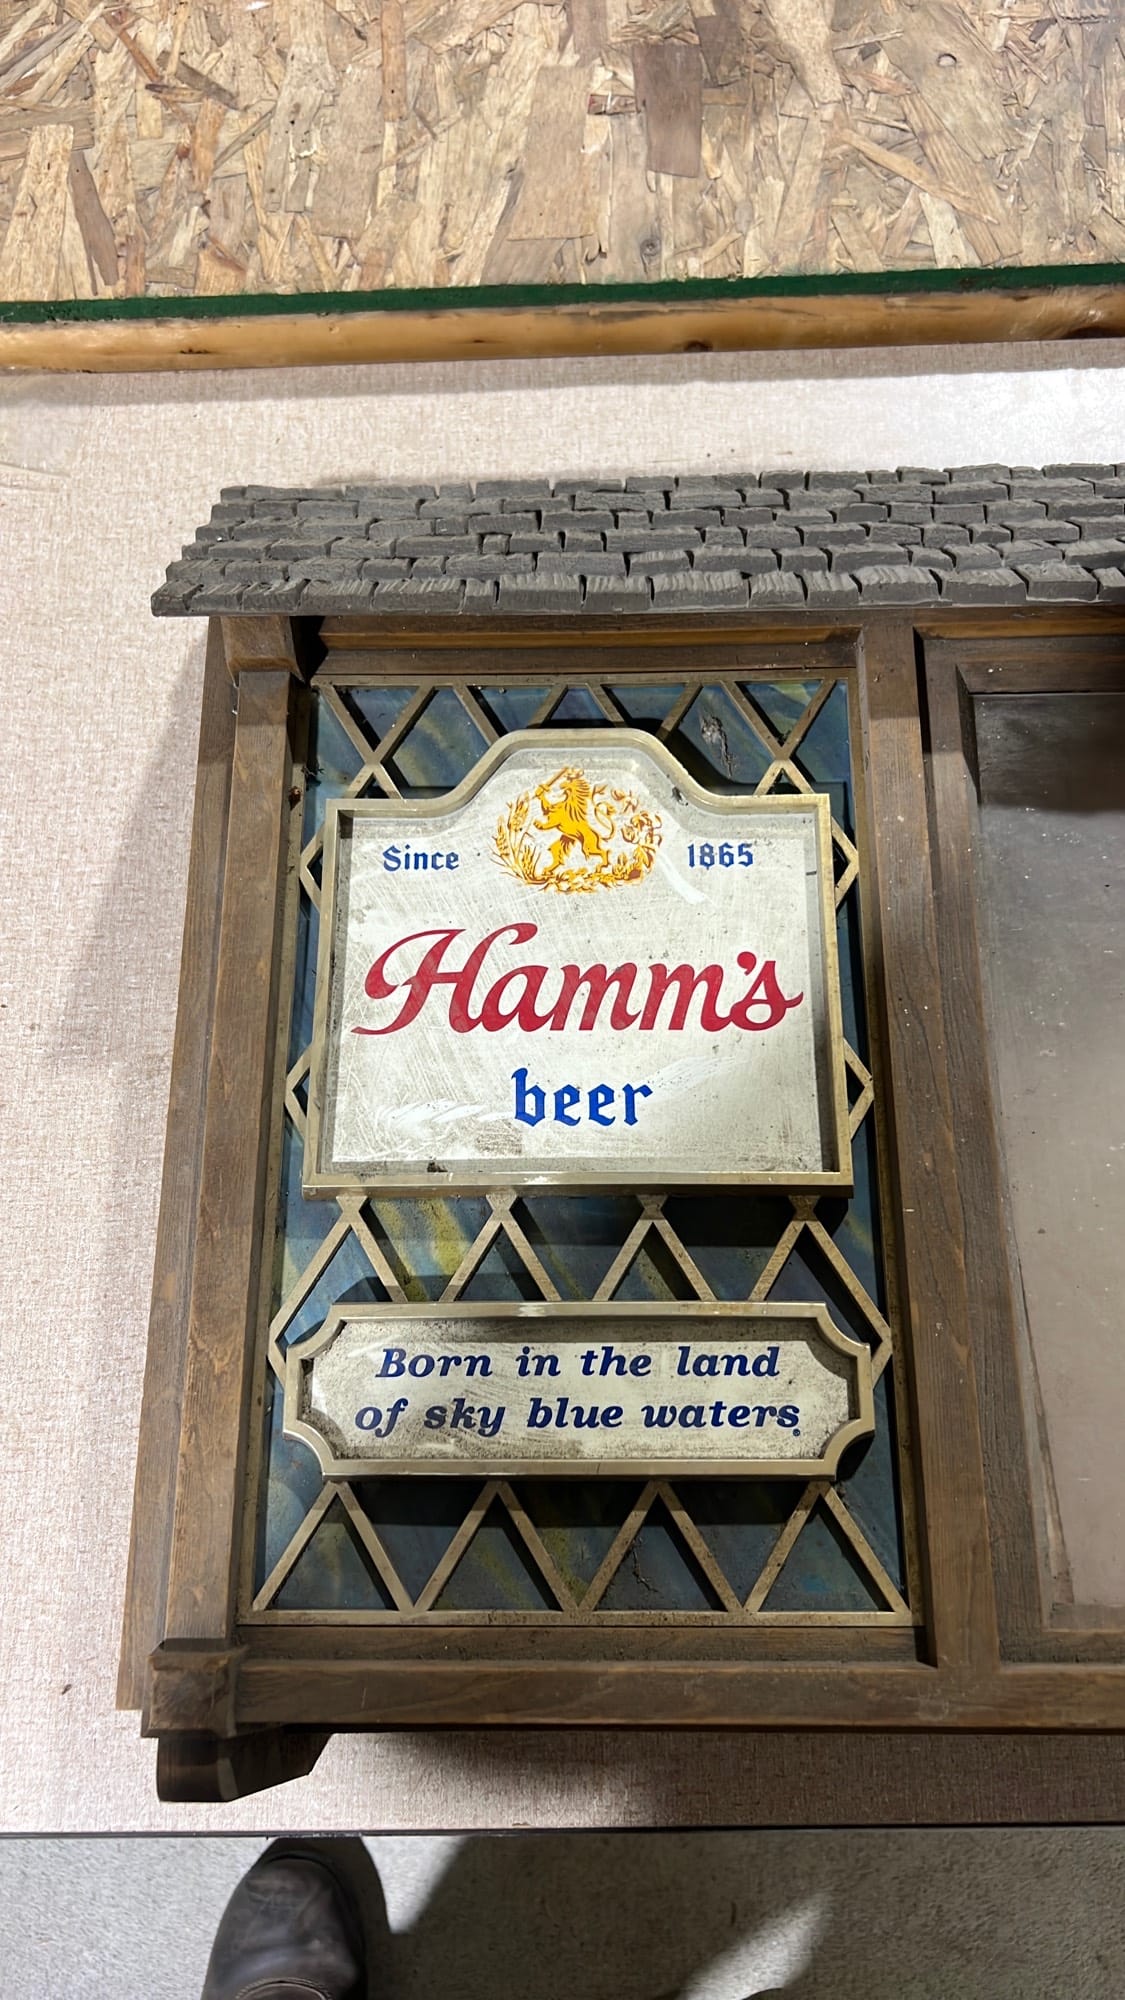 Since 1865
Hamm's
beer
Born in the land
of sky blue waters®